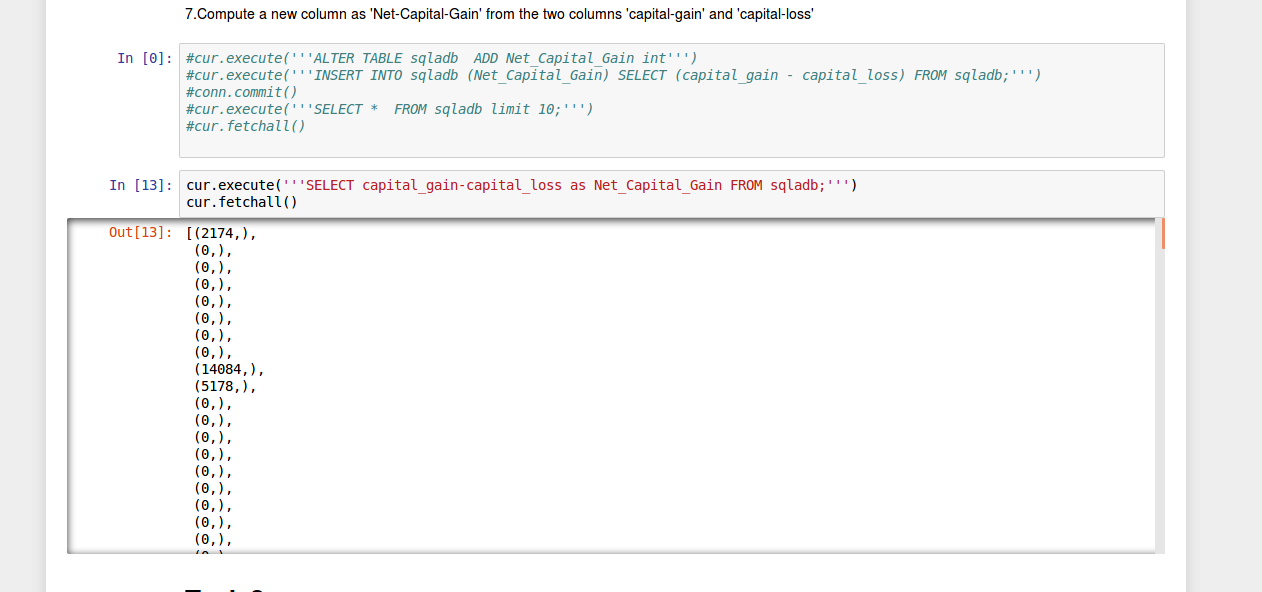 7.Compute a new column as 'Net-Capital-Gain' from the two columns 'capital-gain' and 'capital-loss'
In [0]: #cur.execute('''ALTER TABLE sqladb  ADD Net_Capital_Gain int''')
#cur.execute('''INSERT INTO sqladb (Net_Capital_Gain) SELECT (capital_gain - capital_loss) FROM sqladb;''')
#conn.commit()
#cur.execute('''SELECT *  FROM sqladb limit 10;''')
#cur.fetchall()
In [13]: cur.execute('''SELECT capital_gain-capital_loss as Net_Capital_Gain FROM sqladb;''')
cur.fetchall()
Out[13]: [(2174,),
(0,),
(0,),
(0,),
(0,),
(0,),
(0,),
(0,),
(14084,),
(5178,),
(0,),
(0,),
(0,),
(0,),
(0,),
(0,),
(0,),
(0,),
(0,),